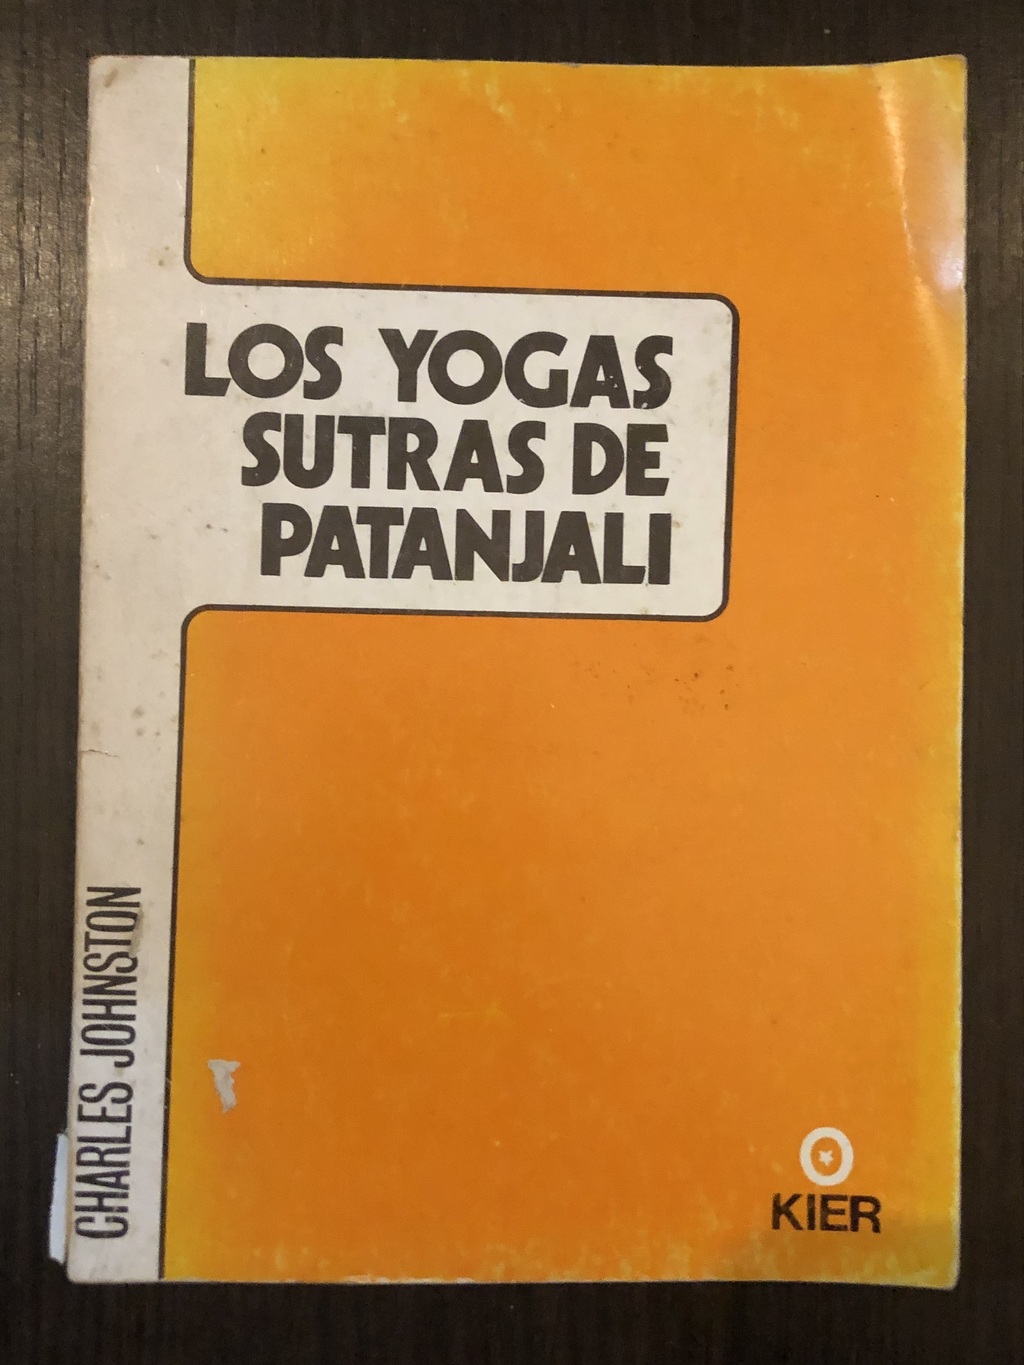 LOS YOGAS
SUTRAS DE
PATANJALI
CHARLES JOHNSTON
KIER